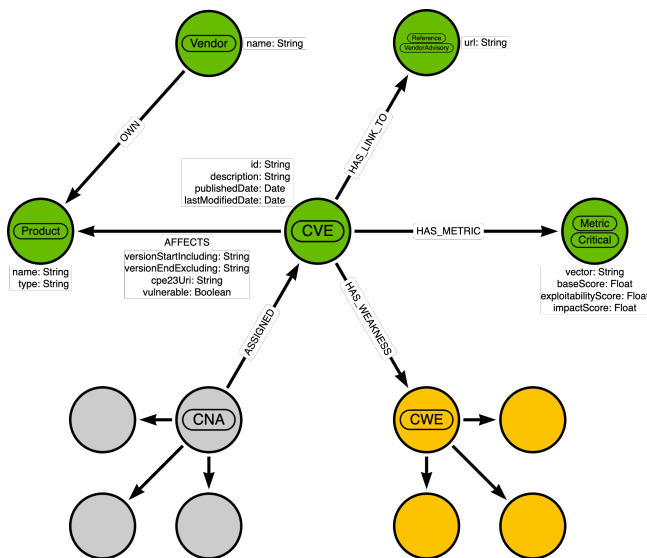 Vendor
name: String
Reference
VendorAdvisory
url: String
OWN
HAS_LINK_TO
id: String
description: String
publishedDate: Date
lastModifiedDate: Date
Product
name: String
type: String
AFFECTS
versionStartIncluding: String
versionEndExcluding: String
cpe23Uri: String
vulnerable: Boolean
CVE
HAS_METRIC
Metric
Critical
vector: String
baseScore: Float
exploitabilityScore: Float
impactScore: Float
ASSIGNED
HAS_WEAKNESS
CNA
CWE